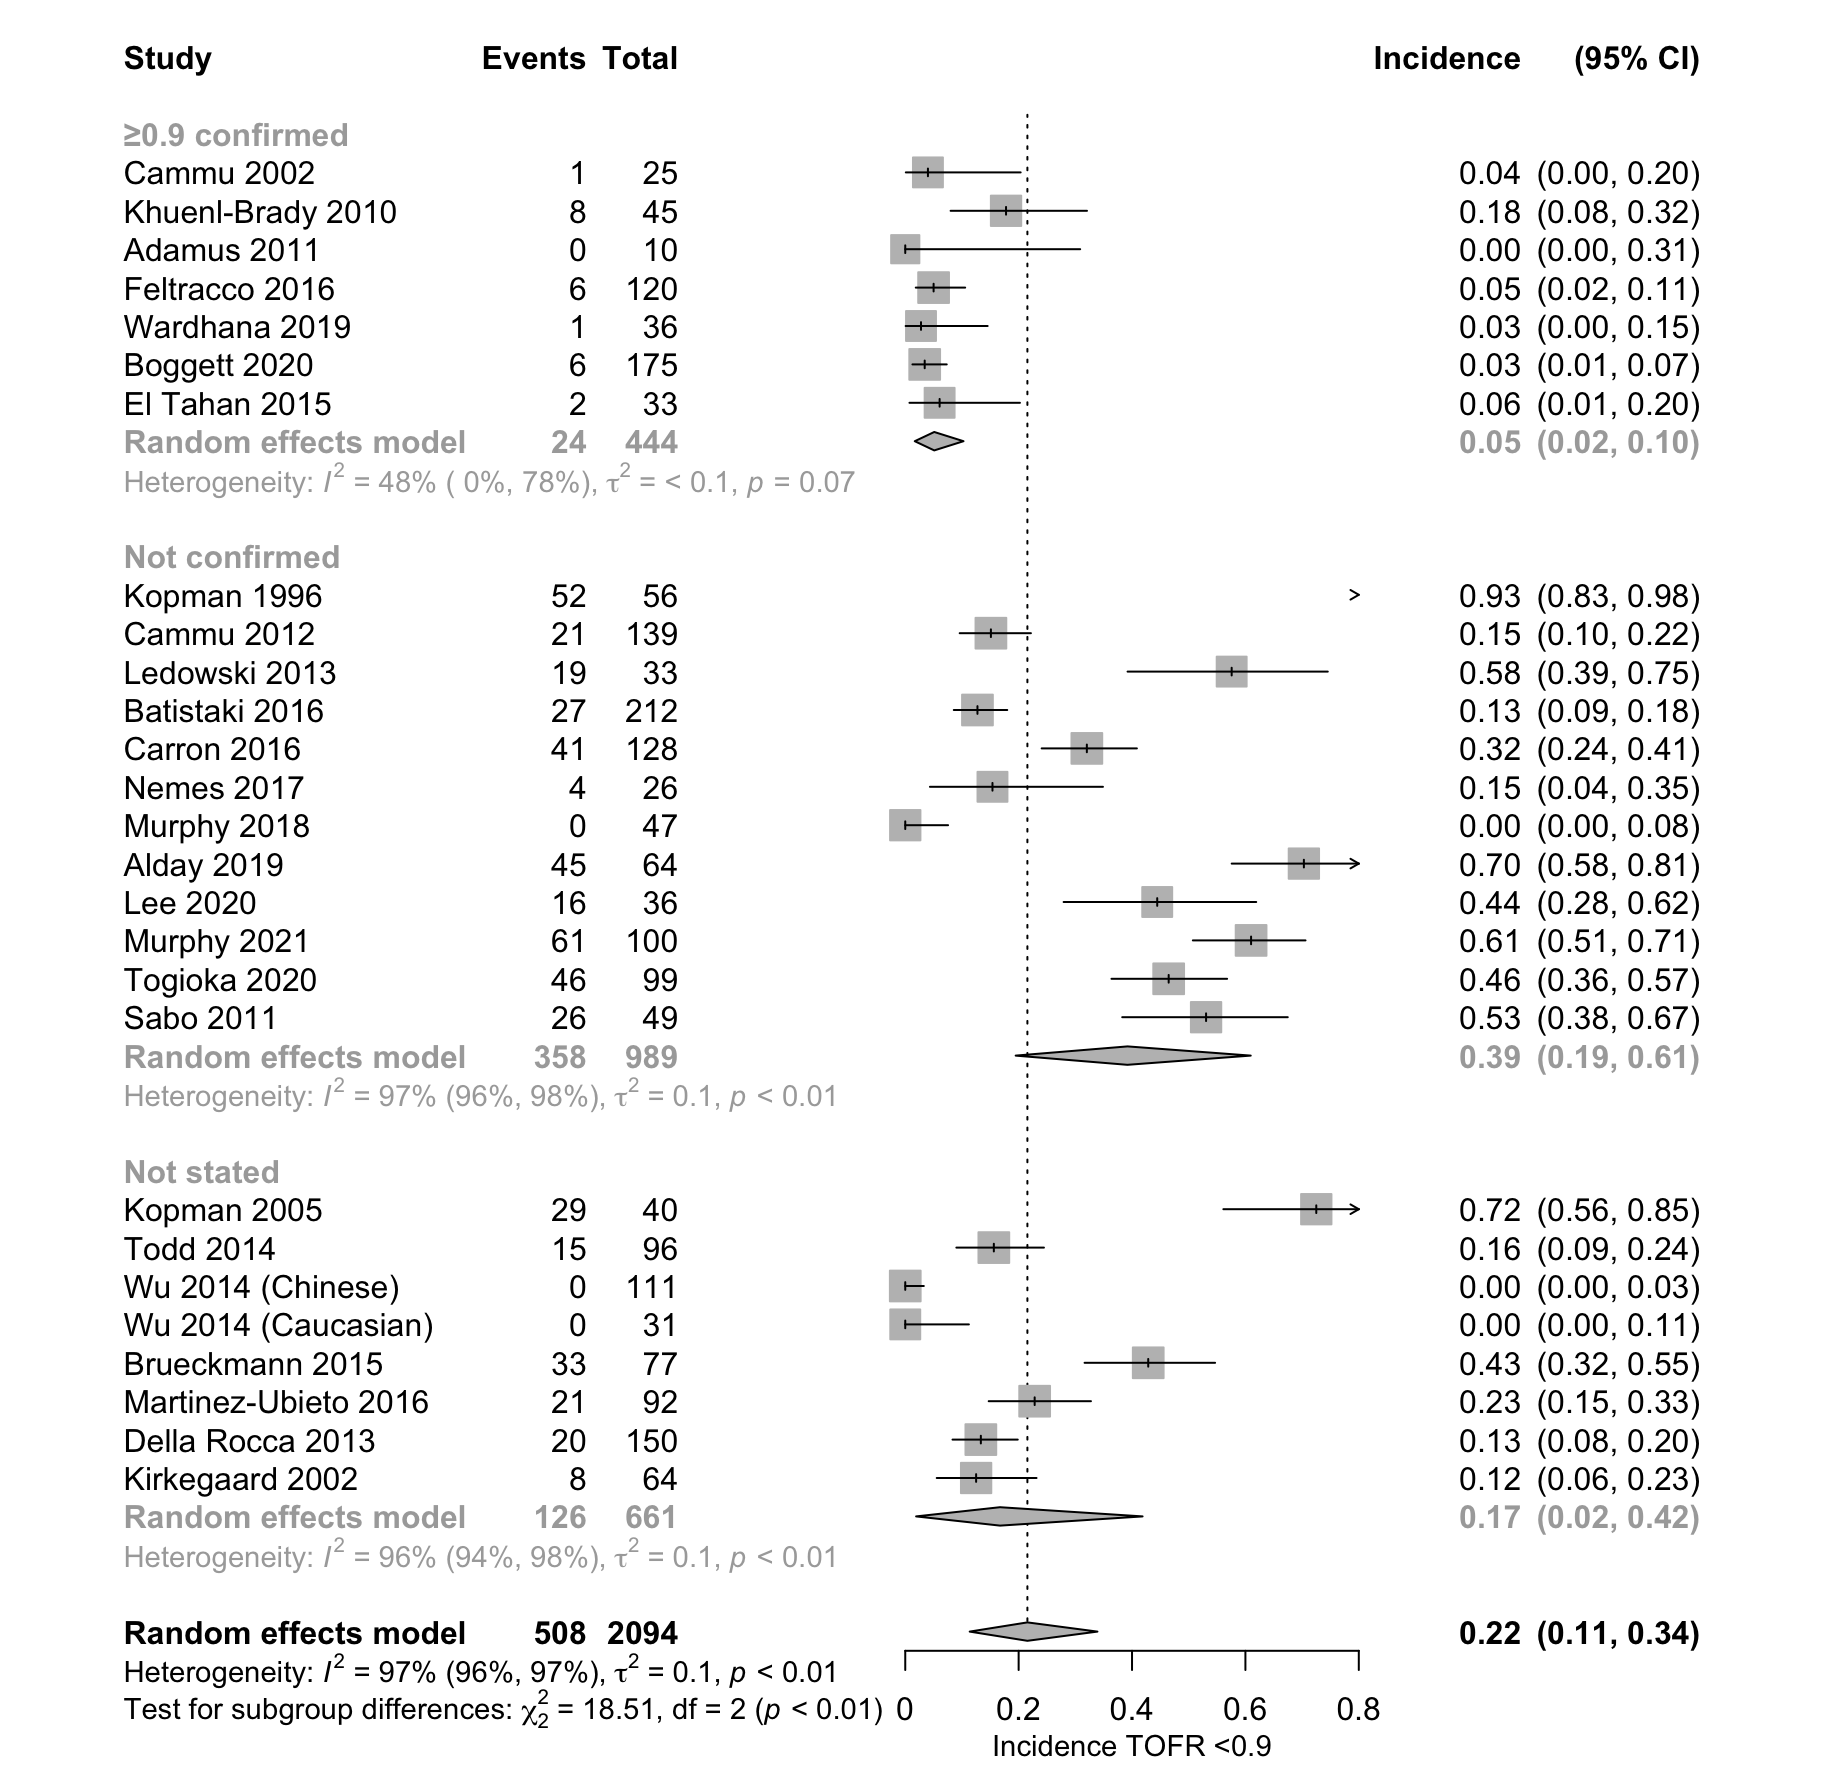 Study Events Total Incidence (95% CI)
≥0.9 confirmed
Cammu 2002 1 25 0.04 (0.00, 0.20)
Khuenl-Brady 2010 8 45 0.18 (0.08, 0.32)
Adamus 2011 0 10 0.00 (0.00, 0.31)
Feltracco 2016 6 120 0.05 (0.02, 0.11)
Wardhana 2019 1 36 0.03 (0.00, 0.15)
Boggett 2020 6 175 0.03 (0.01, 0.07)
El Tahan 2015 2 33 0.06 (0.01, 0.20)
Random effects model 24 444 0.05 (0.02, 0.10)
Heterogeneity: I² = 48% ( 0%, 78%), τ² = < 0.1, p = 0.07
Not confirmed
Kopman 1996 52 56 0.93 (0.83, 0.98)
Cammu 2012 21 139 0.15 (0.10, 0.22)
Ledowski 2013 19 33 0.58 (0.39, 0.75)
Batistaki 2016 27 212 0.13 (0.09, 0.18)
Carron 2016 41 128 0.32 (0.24, 0.41)
Nemes 2017 4 26 0.15 (0.04, 0.35)
Murphy 2018 0 47 0.00 (0.00, 0.08)
Alday 2019 45 64 0.70 (0.58, 0.81)
Lee 2020 16 36 0.44 (0.28, 0.62)
Murphy 2021 61 100 0.61 (0.51, 0.71)
Togioka 2020 46 99 0.46 (0.36, 0.57)
Sabo 2011 26 49 0.53 (0.38, 0.67)
Random effects model 358 989 0.39 (0.19, 0.61)
Heterogeneity: I² = 97% (96%, 98%), τ² = 0.1, p < 0.01
Not stated
Kopman 2005 29 40 0.72 (0.56, 0.85)
Todd 2014 15 96 0.16 (0.09, 0.24)
Wu 2014 (Chinese) 0 111 0.00 (0.00, 0.03)
Wu 2014 (Caucasian) 0 31 0.00 (0.00, 0.11)
Brueckmann 2015 33 77 0.43 (0.32, 0.55)
Martinez-Ubieto 2016 21 92 0.23 (0.15, 0.33)
Della Rocca 2013 20 150 0.13 (0.08, 0.20)
Kirkegaard 2002 8 64 0.12 (0.06, 0.23)
Random effects model 126 661 0.17 (0.02, 0.42)
Heterogeneity: I² = 96% (94%, 98%), τ² = 0.1, p < 0.01
Random effects model 508 2094 0.22 (0.11, 0.34)
Heterogeneity: I² = 97% (96%, 97%), τ² = 0.1, p < 0.01
Test for subgroup differences: χ²₂ = 18.51, df = 2 (p < 0.01) 0 0.2 0.4 0.6 0.8
Incidence TOFR <0.9